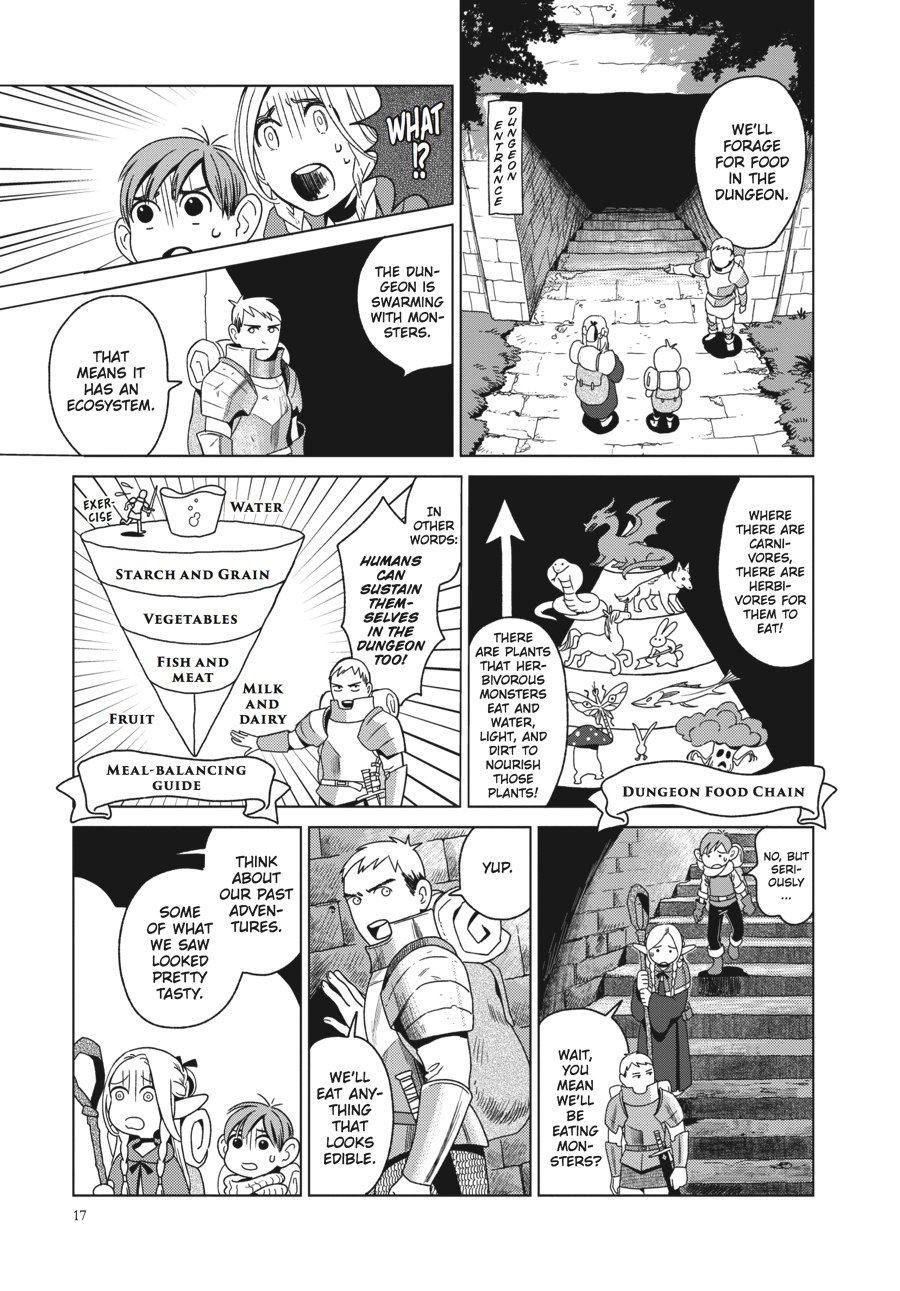 WE'LL
FORAGE
FOR FOOD
IN THE
DUNGEON.
DUNGEON
ENTRANCE
WHAT
!?
THE DUN-
GEON IS
SWARMING
WITH MON-
STERS.
THAT
MEANS IT
HAS AN
ECOSYSTEM.
WHERE
THERE ARE
CARNI-
VORES,
THERE ARE
HERBI-
VORES FOR
THEM TO
EAT!
THERE
ARE PLANTS
THAT HER-
BIVOROUS
MONSTERS
EAT AND
WATER,
LIGHT, AND
DIRT TO
NOURISH
THOSE
PLANTS!
DUNGEON FOOD CHAIN
IN
OTHER
WORDS:
HUMANS
CAN
SUSTAIN
THEM-
SELVES
IN THE
DUNGEON
TOO!
EXER-
CISE
WATER
STARCH AND GRAIN
VEGETABLES
FISH AND
MEAT
MILK
AND
DAIRY
FRUIT
MEAL-BALANCING
GUIDE
NO, BUT
SERI-
OUSLY
...
WAIT,
YOU
MEAN
WE'LL
BE
EATING
MON-
STERS?
YUP.
WE'LL
EAT ANY-
THING
THAT
LOOKS
EDIBLE.
THINK
ABOUT
OUR PAST
ADVEN-
TURES.
SOME
OF WHAT
WE SAW
LOOKED
PRETTY
TASTY.
17